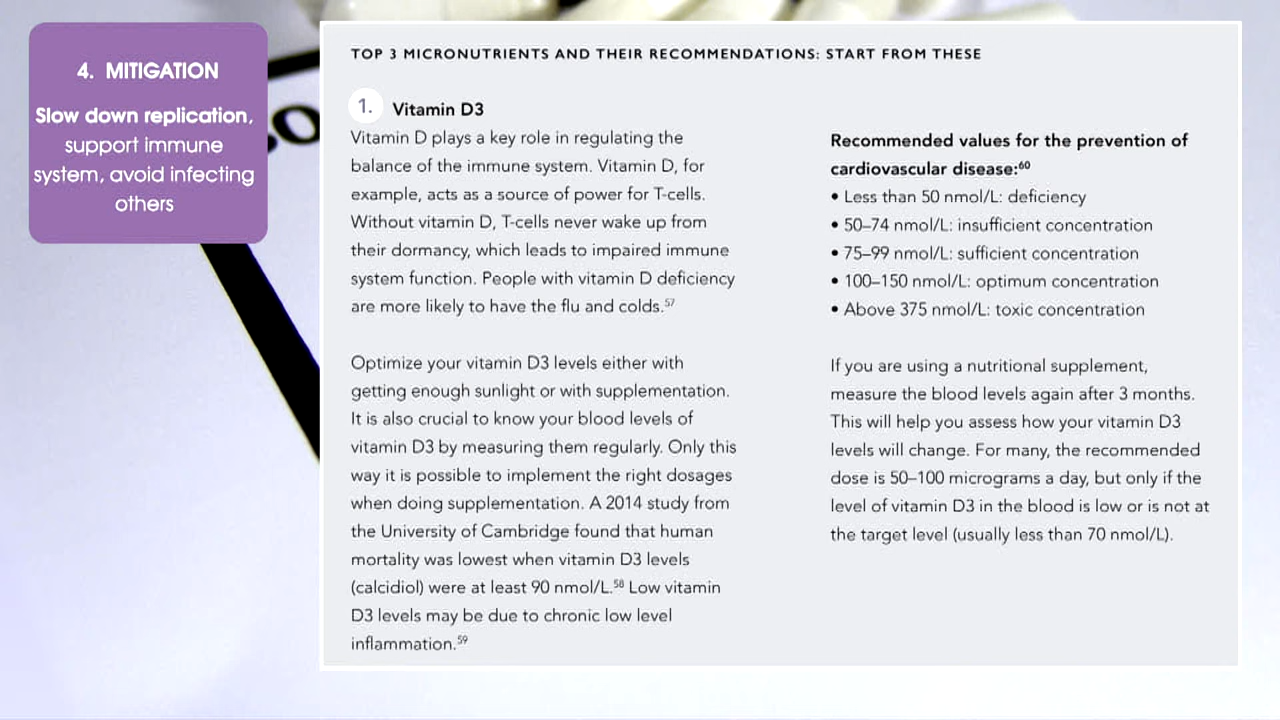 4. MITIGATION
Slow down replication,
support immune
system, avoid infecting
others
TOP 3 MICRONUTRIENTS AND THEIR RECOMMENDATIONS: START FROM THESE
1. Vitamin D3
Vitamin D plays a key role in regulating the
balance of the immune system. Vitamin D, for
example, acts as a source of power for T-cells.
Without vitamin D, T-cells never wake up from
their dormancy, which leads to impaired immune
system function. People with vitamin D deficiency
are more likely to have the flu and colds.57
Optimize your vitamin D3 levels either with
getting enough sunlight or with supplementation.
It is also crucial to know your blood levels of
vitamin D3 by measuring them regularly. Only this
way it is possible to implement the right dosages
when doing supplementation. A 2014 study from
the University of Cambridge found that human
mortality was lowest when vitamin D3 levels
(calcidiol) were at least 90 nmol/L.58 Low vitamin
D3 levels may be due to chronic low level
inflammation.59
Recommended values for the prevention of
cardiovascular disease:60
• Less than 50 nmol/L: deficiency
• 50–74 nmol/L: insufficient concentration
• 75–99 nmol/L: sufficient concentration
• 100–150 nmol/L: optimum concentration
• Above 375 nmol/L: toxic concentration
If you are using a nutritional supplement,
measure the blood levels again after 3 months.
This will help you assess how your vitamin D3
levels will change. For many, the recommended
dose is 50–100 micrograms a day, but only if the
level of vitamin D3 in the blood is low or is not at
the target level (usually less than 70 nmol/L).